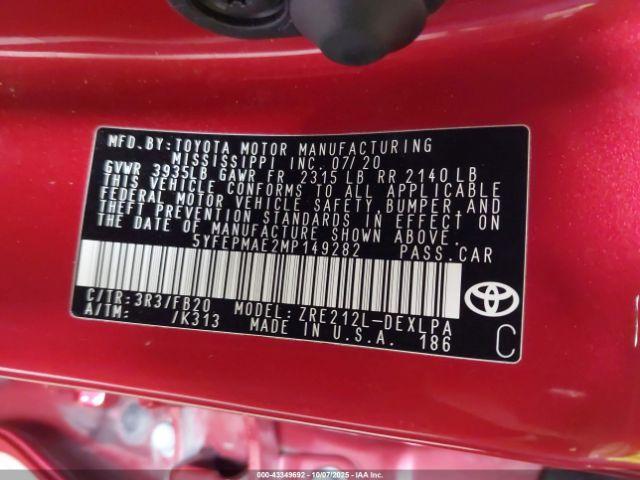 MFD.BY:TOYOTA MOTOR MANUFACTURING
MISSISSIPPI INC. 07/20
GVWR 3935LB GAWR FR 2315 LB RR 2140 LB
THIS VEHICLE CONFORMS TO ALL APPLICABLE
FEDERAL MOTOR VEHICLE SAFETY, BUMPER, AND
THEFT PREVENTION STANDARDS IN EFFECT ON
THE DATE OF MANUFACTURE SHOWN ABOVE.
5YFEPMAE2MP149282 PASS.CAR
C/TR:3R3/FB20 MODEL:ZRE212L-DEXLPA
A/TM: /K313 MADE IN U.S.A. 186
TOYOTA
C
000-43349692 - 10/07/2025 - IAAI.COM